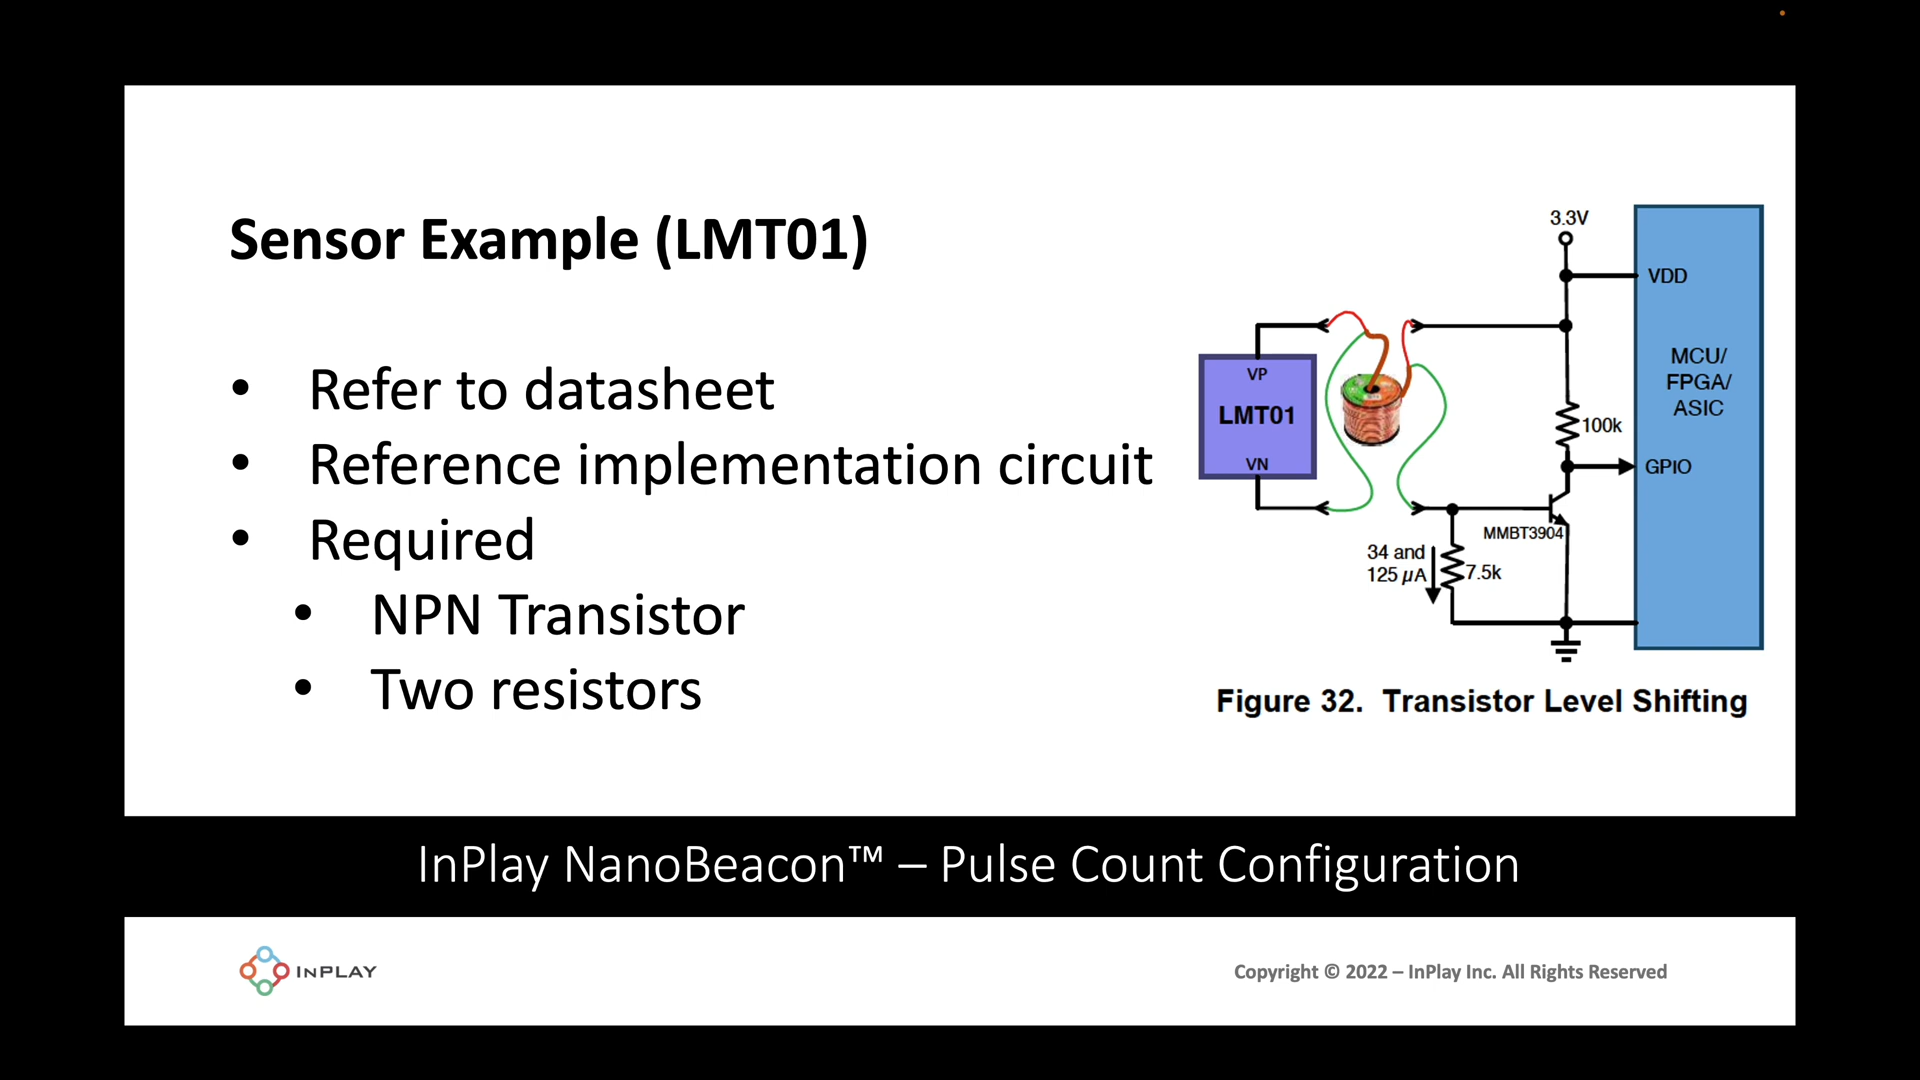 Sensor Example (LMT01)
• Refer to datasheet
• Reference implementation circuit
• Required
• NPN Transistor
• Two resistors
3.3V
VDD
MCU/
FPGA/
ASIC
VP
LMT01
VN
100k
GPIO
MMBT3904
34 and
125 µA
7.5k
Figure 32. Transistor Level Shifting
InPlay NanoBeacon™ – Pulse Count Configuration
INPLAY
Copyright © 2022 – InPlay Inc. All Rights Reserved